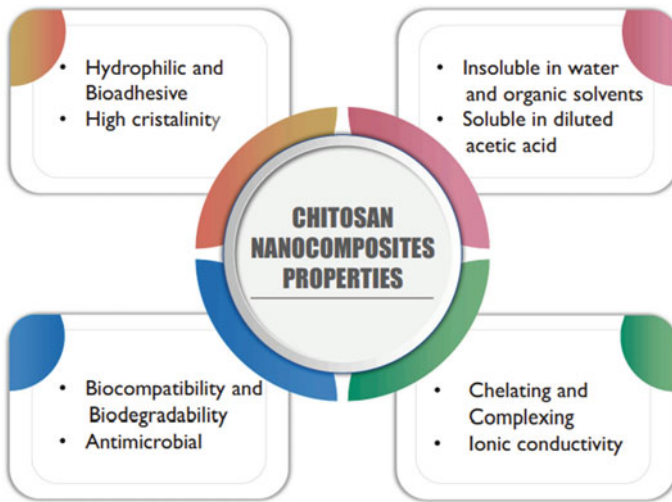 • Hydrophilic and
Bioadhesive
• High cristalinity
• Insoluble in water
and organic solvents
• Soluble in diluted
acetic acid
CHITOSAN
NANOCOMPOSITES
PROPERTIES
• Biocompatibility and
Biodegradability
• Antimicrobial
• Chelating and
Complexing
• Ionic conductivity